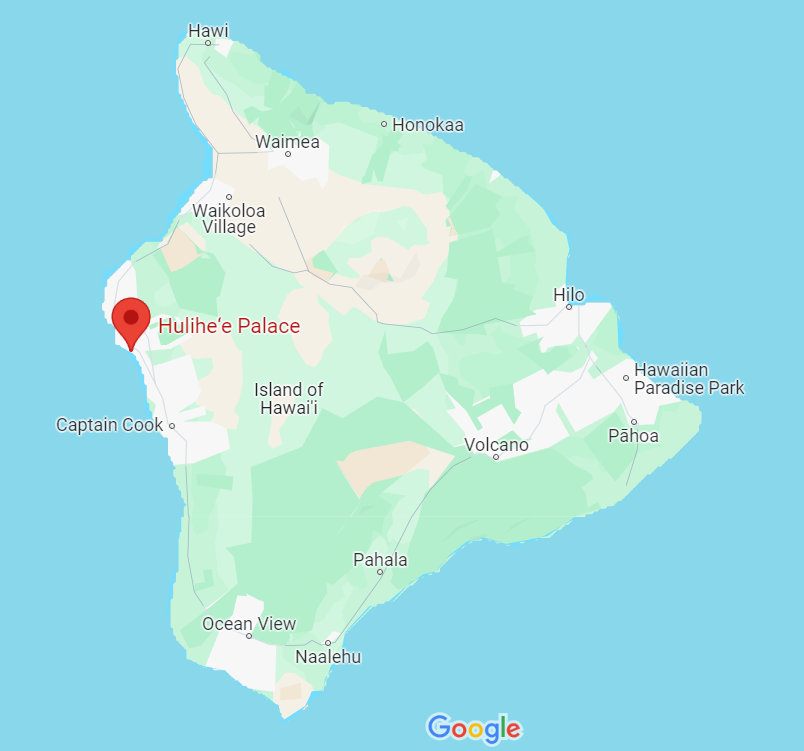 Hawi
Honokaa
Waimea
Waikoloa
Village
Hilo
Huliheʻe Palace
Hawaiian
Paradise Park
Island of
Hawai'i
Captain Cook
Pāhoa
Volcano
Pahala
Ocean View
Naalehu
Google